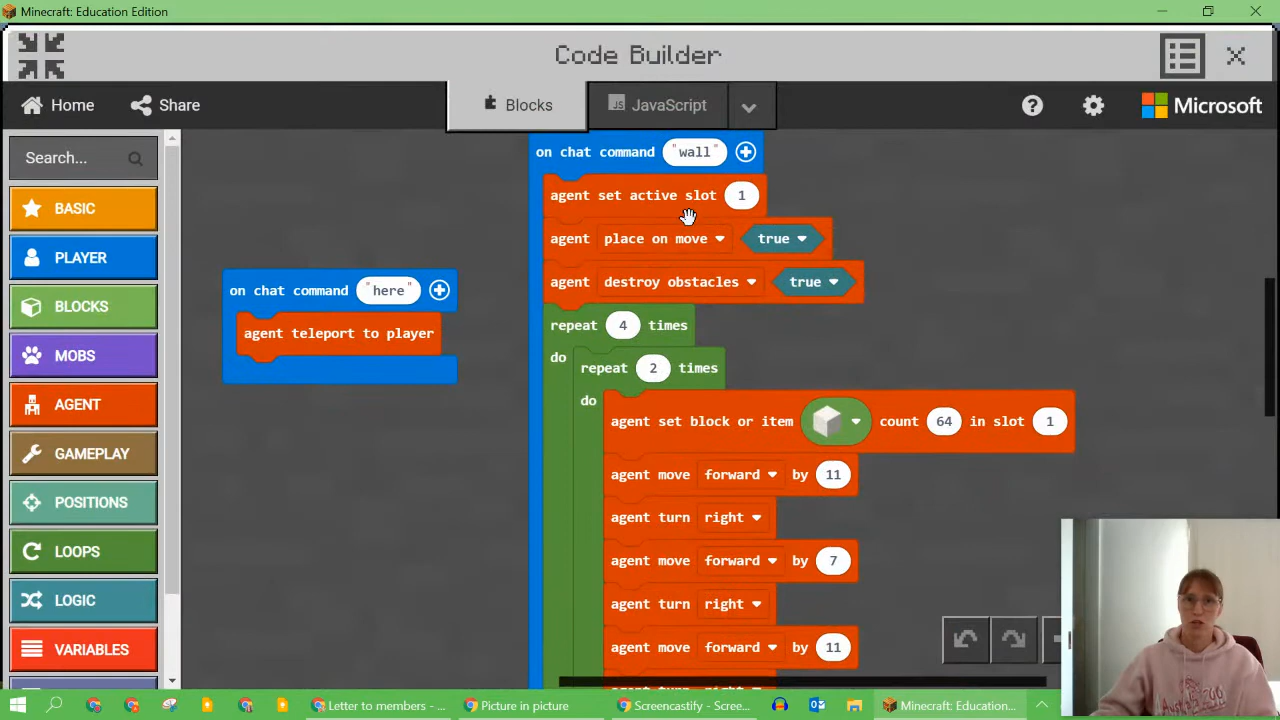 Minecraft: Education Edition
Code Builder
Home
Share
Blocks
JS JavaScript
Microsoft
Search...
BASIC
PLAYER
BLOCKS
MOBS
AGENT
GAMEPLAY
POSITIONS
LOOPS
LOGIC
VARIABLES
on chat command "here"
agent teleport to player
on chat command "wall"
agent set active slot 1
agent place on move true
agent destroy obstacles true
repeat 4 times
do repeat 2 times
do agent set block or item count 64 in slot 1
agent move forward by 11
agent turn right
agent move forward by 7
agent turn right
agent move forward by 11
Letter to members - ...
Picture in picture
Screencastify - Scree...
Minecraft: Education...